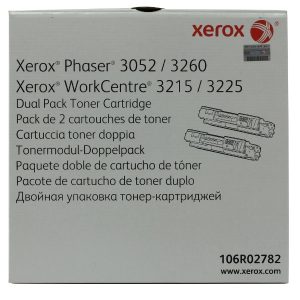 xerox
Xerox® Phaser® 3052 / 3260
Xerox® WorkCentre® 3215 / 3225
Dual Pack Toner Cartridge
Pack de 2 cartouches de toner
Cartuccia toner doppia
Tonermodul-Doppelpack
Paquete doble de cartucho de tóner
Pacote de cartucho de toner duplo
Двойная упаковка тонер-картриджей
106R02782
www.xerox.com